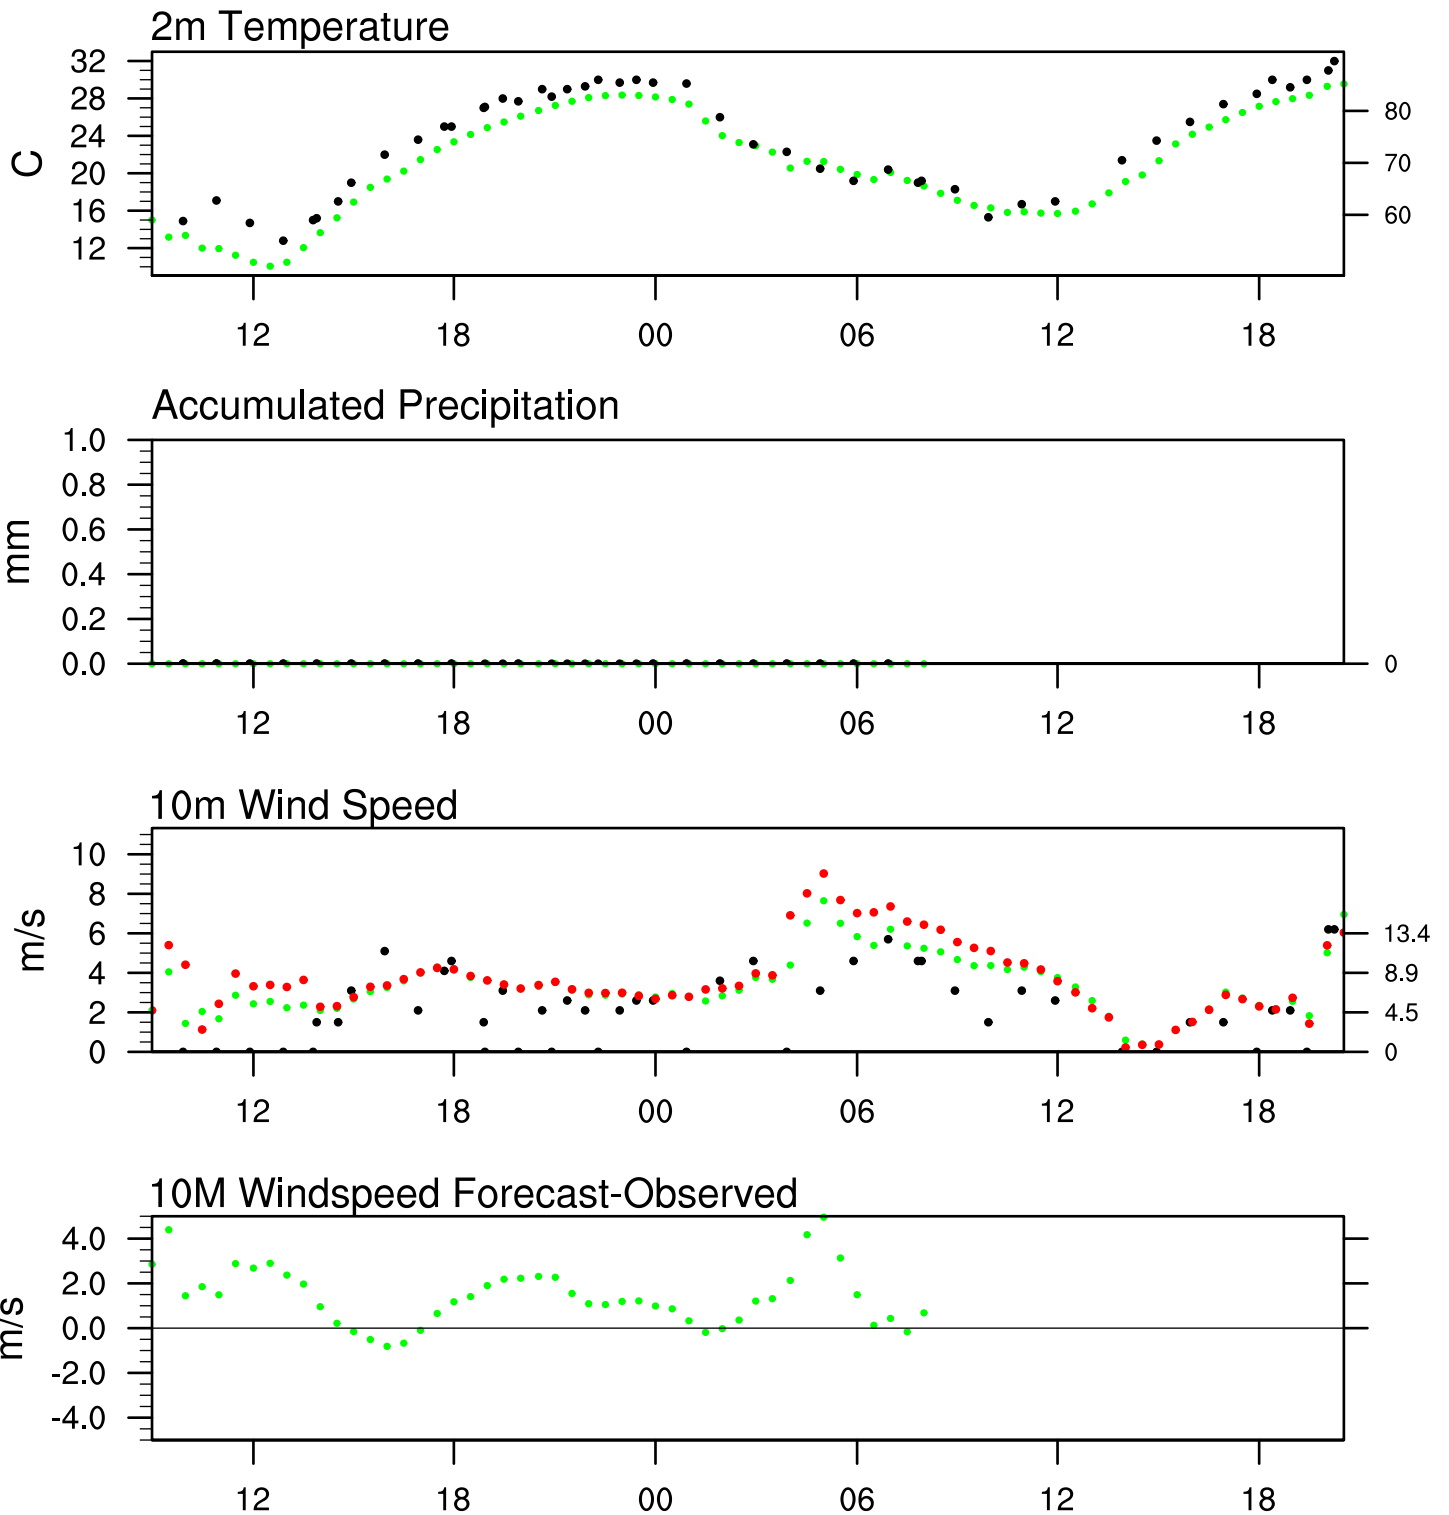 2m Temperature
32
28
24
20
16
12
C
80
70
60
12 18 00 06 12 18
Accumulated Precipitation
1.0
0.8
0.6
0.4
0.2
0.0
mm
0
12 18 00 06 12 18
10m Wind Speed
10
8
6
4
2
0
m/s
13.4
8.9
4.5
0
12 18 00 06 12 18
10M Windspeed Forecast-Observed
4.0
2.0
0.0
-2.0
-4.0
m/s
12 18 00 06 12 18